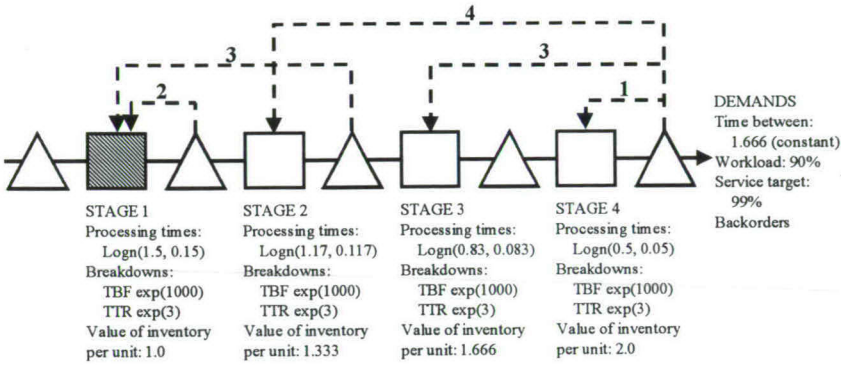 4
3
3
2
1
DEMANDS
Time between:
1.666 (constant)
Workload: 90%
Service target:
99%
Backorders
STAGE 1
Processing times:
Logn(1.5, 0.15)
Breakdowns:
TBF exp(1000)
TTR exp(3)
Value of inventory
per unit: 1.0
STAGE 2
Processing times:
Logn(1.17, 0.117)
Breakdowns:
TBF exp(1000)
TTR exp(3)
Value of inventory
per unit: 1.333
STAGE 3
Processing times:
Logn(0.83, 0.083)
Breakdowns:
TBF exp(1000)
TTR exp(3)
Value of inventory
per unit: 1.666
STAGE 4
Processing times:
Logn(0.5, 0.05)
Breakdowns:
TBF exp(1000)
TTR exp(3)
Value of inventory
per unit: 2.0